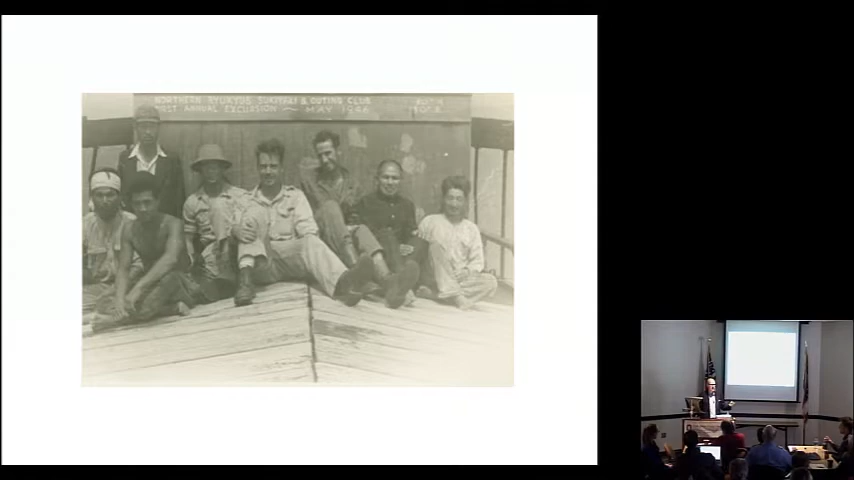 NORTHERN RYUKYUS SUKIYAKI & OUTING CLUB
FIRST ANNUAL EXCURSION — MAY 1946